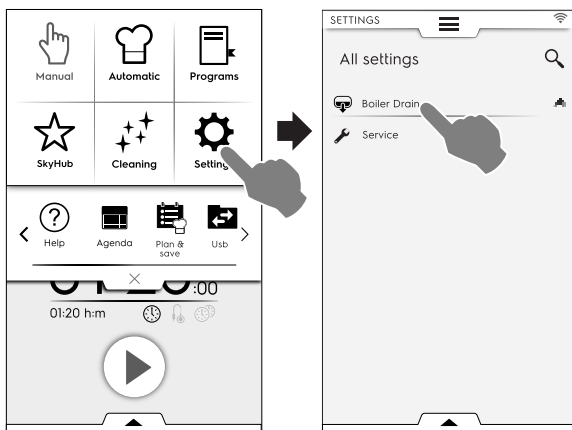 Manual Automatic Programs
SkyHub Cleaning Setting
Help Agenda Plan & save Usb
:00
01:20 h:m
SETTINGS
All settings
Boiler Drain
Service